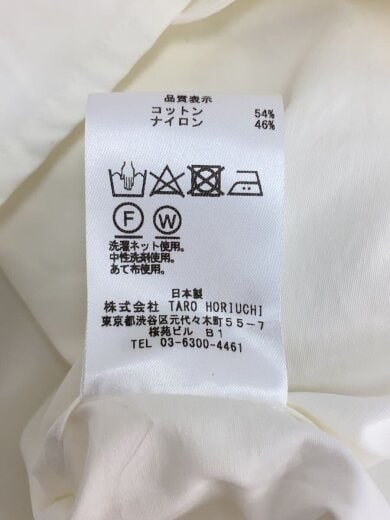 品質表示
コットン 54%
ナイロン 46%
F W
洗濯ネット使用。
中性洗剤使用。
あて布使用。
日本製
株式会社 TARO HORIUCHI
東京都渋谷区元代々木町55-7
桜苑ビル B1
TEL 03-6300-4461